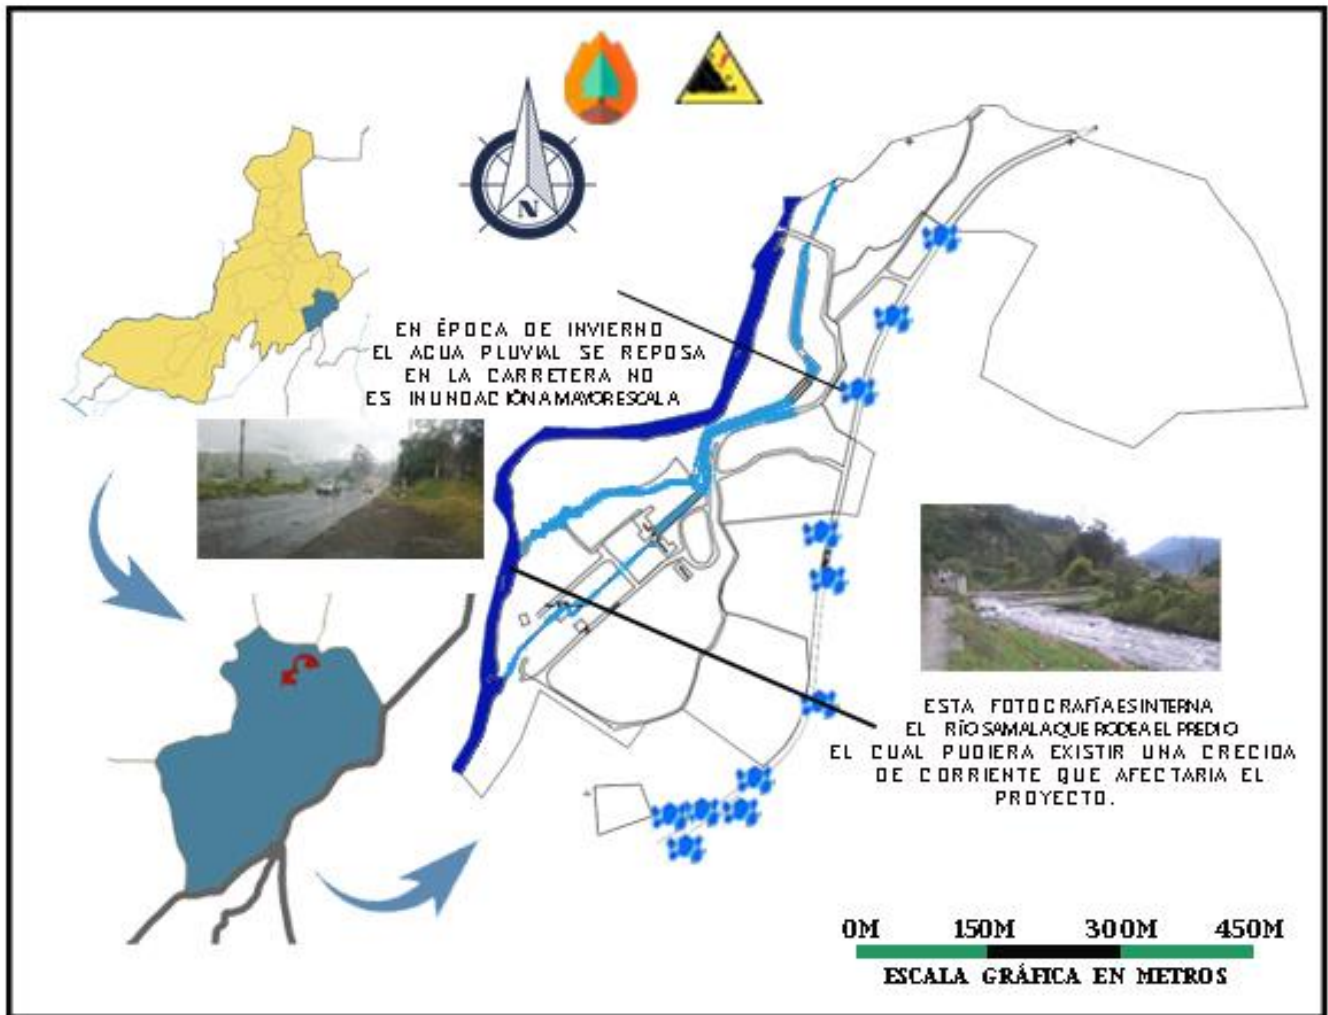 N
EN ÉPOCA DE INVIERNO
EL AGUA PLUVIAL SE REPOSA
EN LA CARRETERA NO
ES INUNDACIÓN A MAYOR ESCALA
ESTA FOTOGRAFÍA ES INTERNA
EL RÍO SAMALA QUE RODEA EL PREDIO
EL CUAL PUDIERA EXISTIR UNA CRECIDA
DE CORRIENTE QUE AFECTARIA EL
PROYECTO.
0M 150M 300M 450M
ESCALA GRÁFICA EN METROS